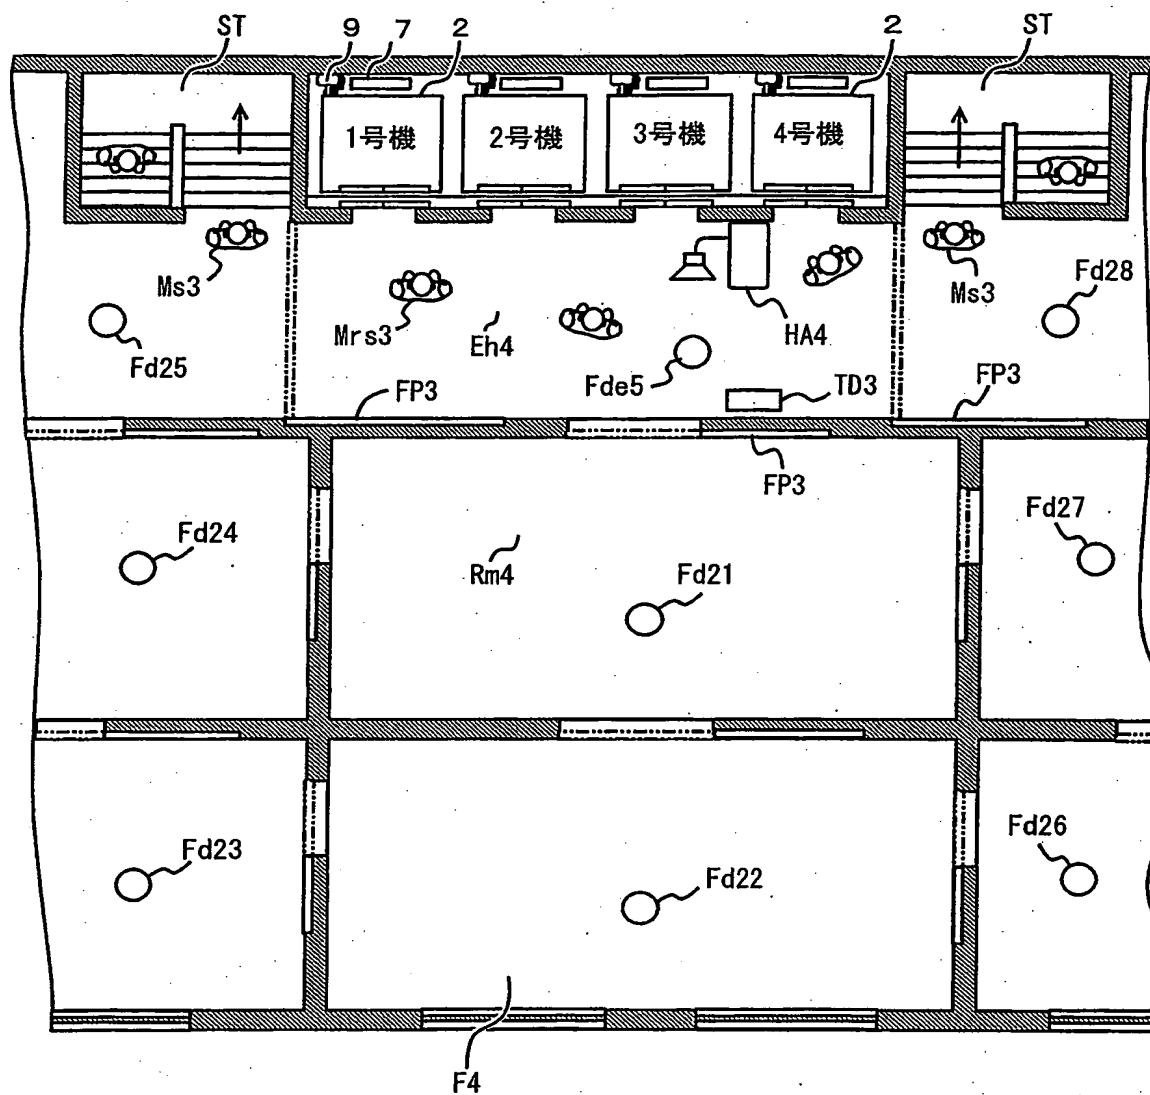 ST
9
7
2
2
ST
1号機
2号機
3号機
4号機
Ms3
Mrs3
Eh4
HA4
Ms3
Fd28
Fd25
Fde5
TD3
FP3
FP3
FP3
Fd24
Rm4
Fd21
Fd27
Fd23
Fd22
Fd26
F4